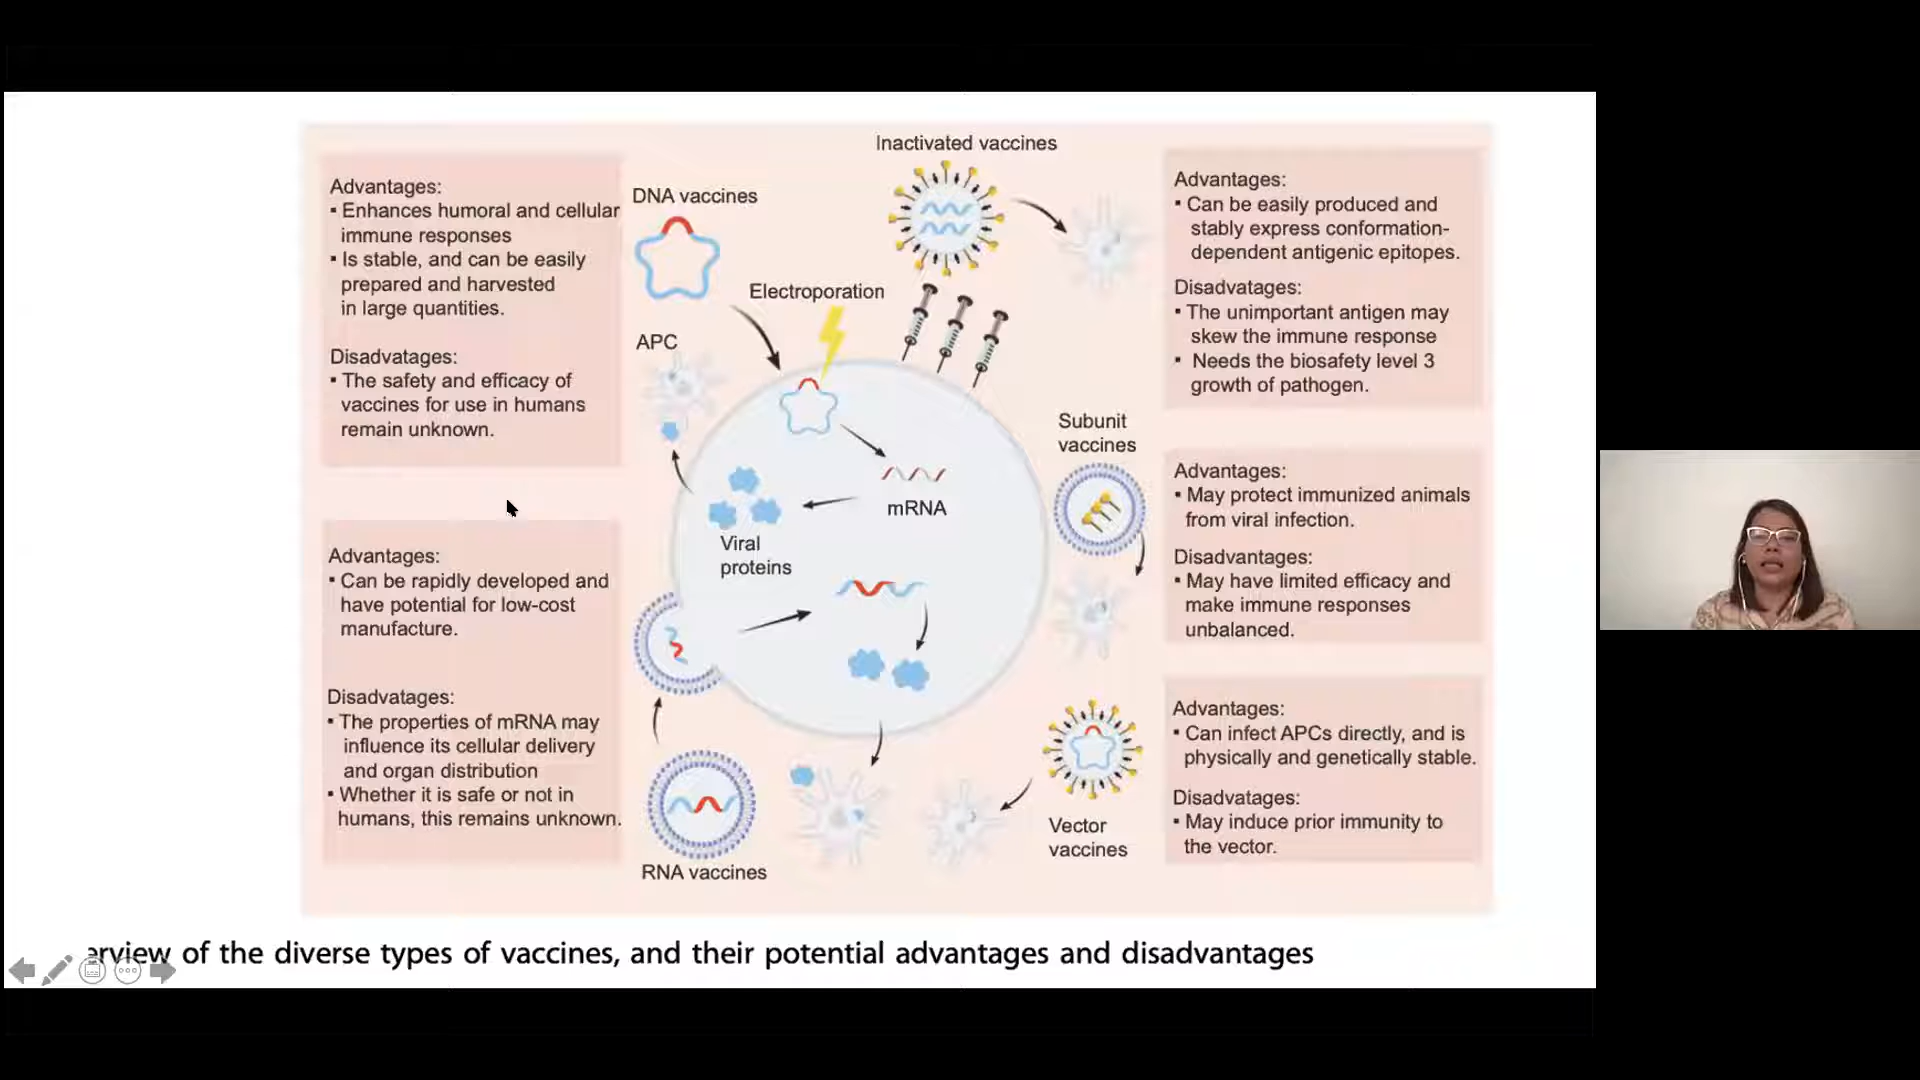 Advantages:
▪ Enhances humoral and cellular
immune responses
▪ Is stable, and can be easily
prepared and harvested
in large quantities.
Disadvatages:
▪ The safety and efficacy of
vaccines for use in humans
remain unknown.
Advantages:
▪ Can be rapidly developed and
have potential for low-cost
manufacture.
Disadvatages:
▪ The properties of mRNA may
influence its cellular delivery
and organ distribution
▪ Whether it is safe or not in
humans, this remains unknown.
DNA vaccines
Electroporation
APC
mRNA
Viral
proteins
RNA vaccines
Inactivated vaccines
Subunit
vaccines
Vector
vaccines
Advantages:
▪ Can be easily produced and
stably express conformation-
dependent antigenic epitopes.
Disadvatages:
▪ The unimportant antigen may
skew the immune response
▪ Needs the biosafety level 3
growth of pathogen.
Advantages:
▪ May protect immunized animals
from viral infection.
Disadvantages:
▪ May have limited efficacy and
make immune responses
unbalanced.
Advantages:
▪ Can infect APCs directly, and is
physically and genetically stable.
Disadvatages:
▪ May induce prior immunity to
the vector.
of the diverse types of vaccines, and their potential advantages and disadvantages